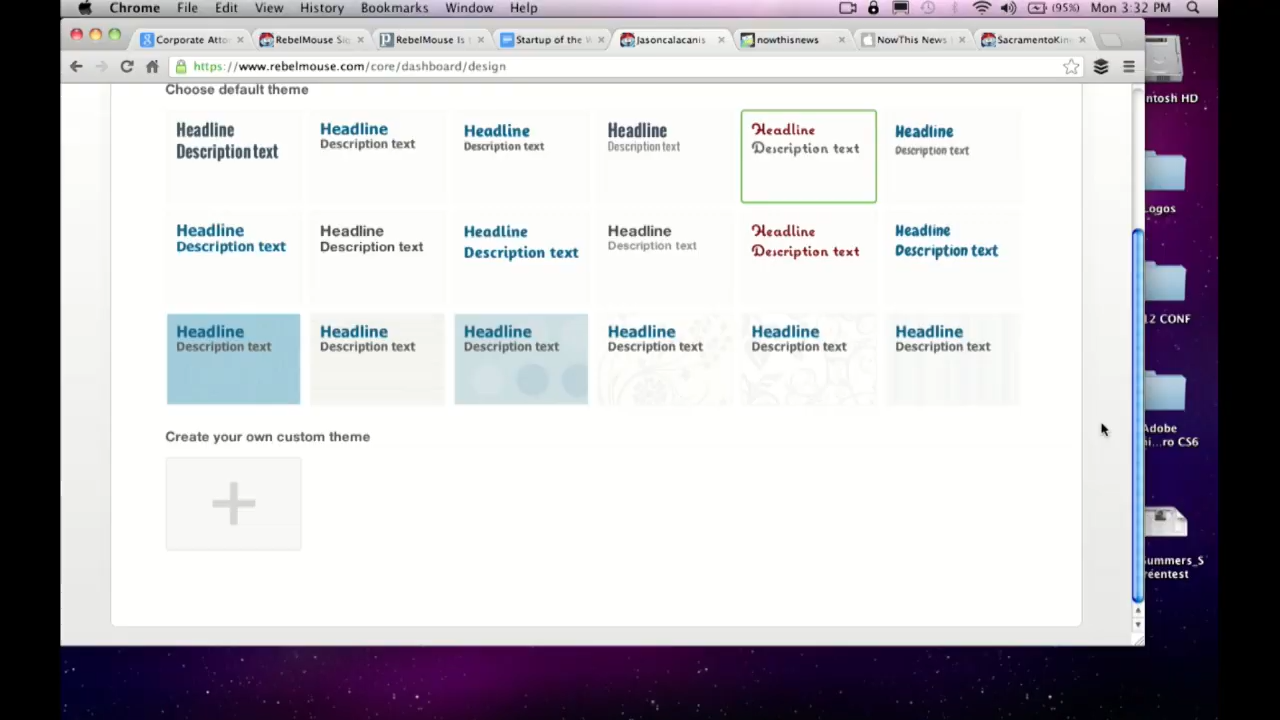 Chrome File Edit View History Bookmarks Window Help (95%) Mon 3:32 PM
Corporate Atto RebelMouse Sig RebelMouse Is Startup of the W Jasoncalacanis nowthisnews NowThis News SacramentoKin
https://www.rebelmouse.com/core/dashboard/design
Choose default theme
Headline Headline Headline Headline Headline Headline
Description text Description text Description text Description text Description text Description text
Headline Headline Headline Headline Headline Headline
Description text Description text Description text Description text Description text Description text
Headline Headline Headline Headline Headline Headline
Description text Description text Description text Description text Description text Description text
Create your own custom theme
ntosh HD
Logos
12 CONF
Adobe
i...ro CS6
ummers_S
reentest